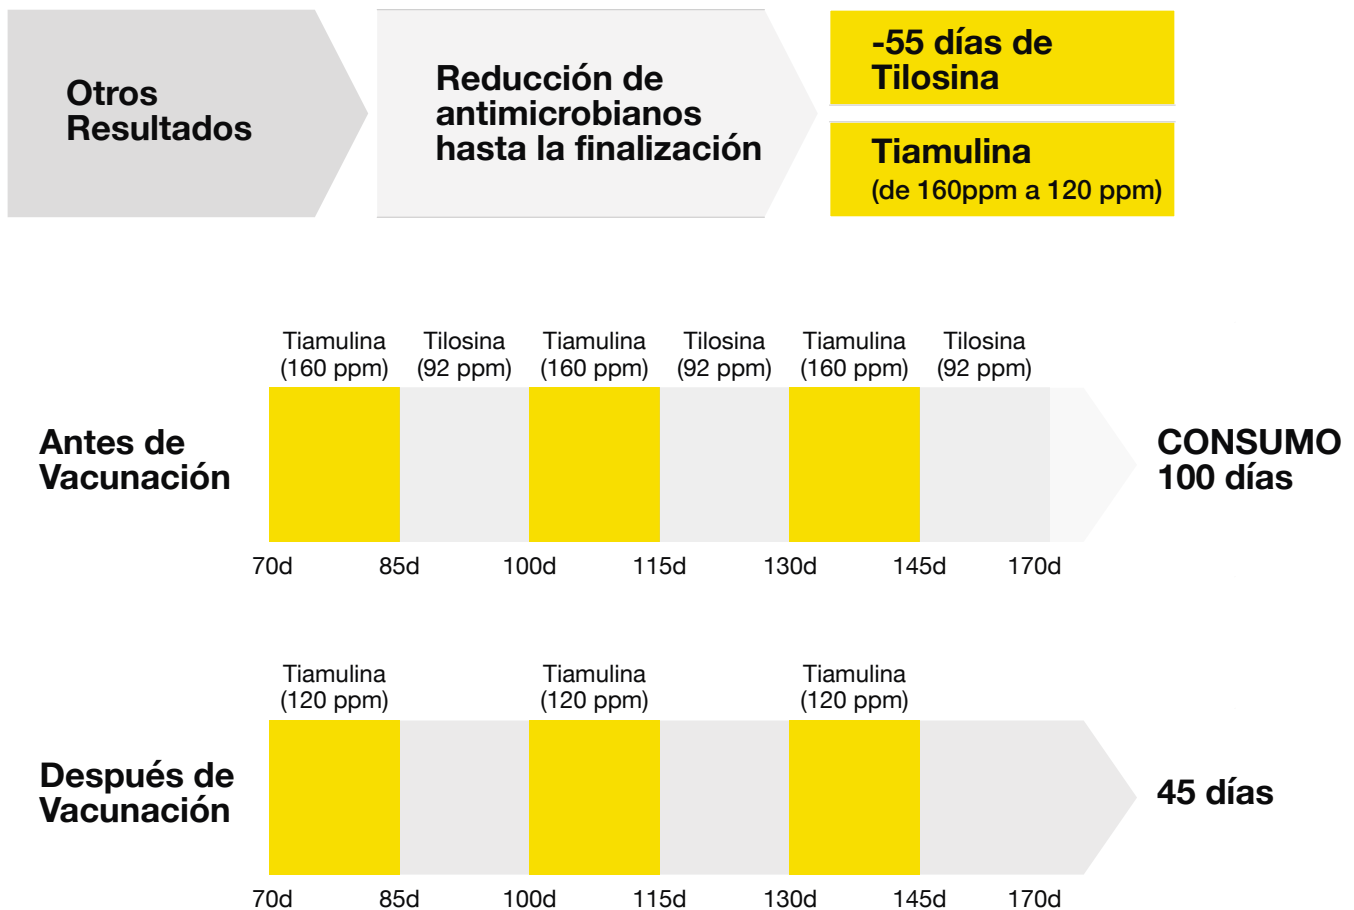 Otros
Resultados
Reducción de
antimicrobianos
hasta la finalización
-55 días de
Tilosina
Tiamulina
(de 160ppm a 120 ppm)
Tiamulina
(160 ppm)
Tilosina
(92 ppm)
Tiamulina
(160 ppm)
Tilosina
(92 ppm)
Tiamulina
(160 ppm)
Tilosina
(92 ppm)
Antes de
Vacunación
CONSUMO
100 días
70d
85d
100d
115d
130d
145d
170d
Tiamulina
(120 ppm)
Tiamulina
(120 ppm)
Tiamulina
(120 ppm)
Después de
Vacunación
45 días
70d
85d
100d
115d
130d
145d
170d